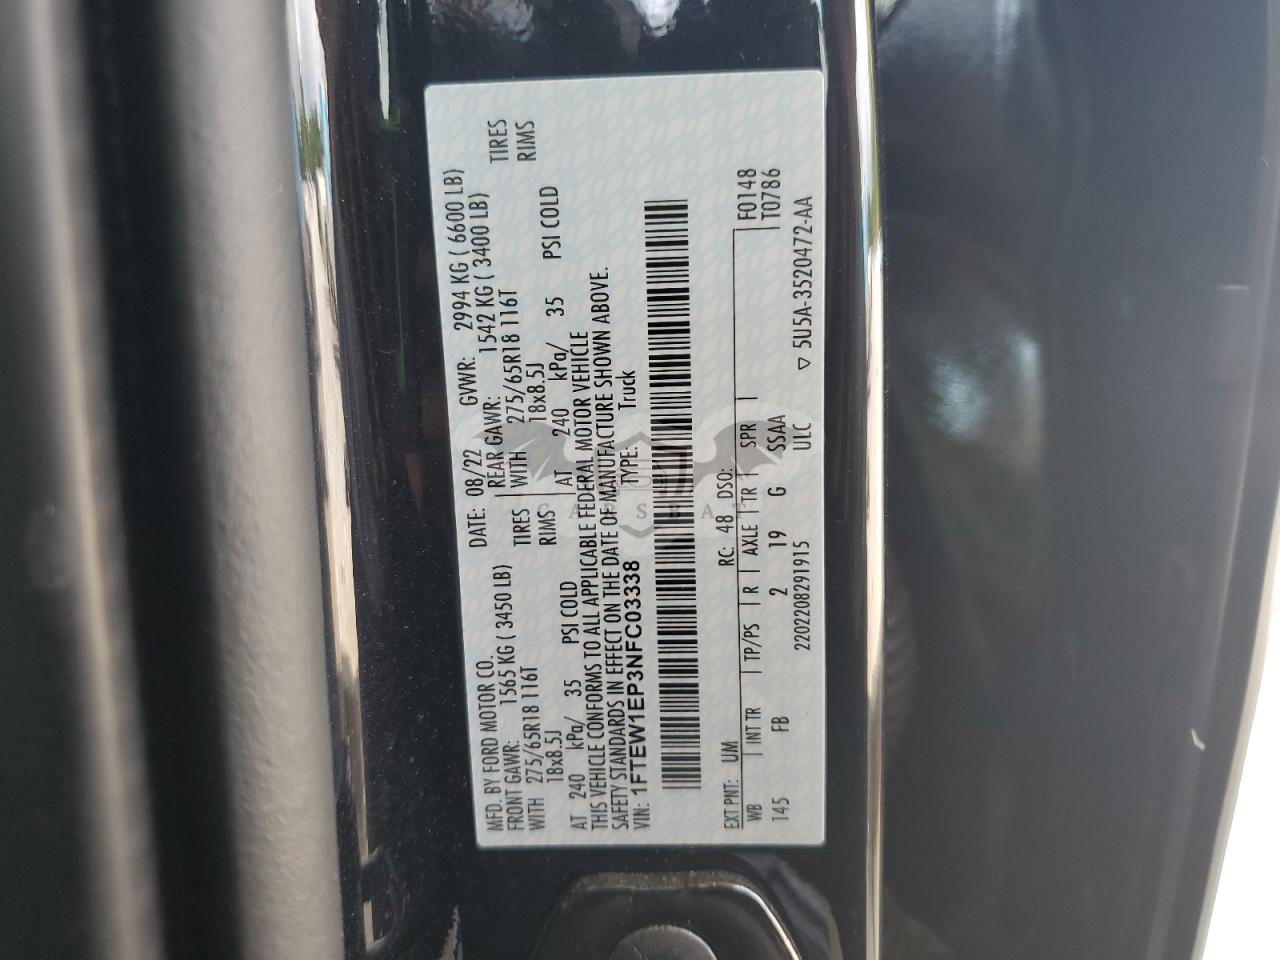 MFD. BY FORD MOTOR CO.
DATE: 08/22 GVWR: 2994 KG ( 6600 LB)
FRONT GAWR: 1565 KG ( 3450 LB)
REAR GAWR: 1542 KG ( 3400 LB)
WITH 275/65R18 116T TIRES
WITH 275/65R18 116T TIRES
18x8.5J RIMS
18x8.5J RIMS
AT 240 kPa/ 35 PSI COLD
AT 240 kPa/ 35 PSI COLD
THIS VEHICLE CONFORMS TO ALL APPLICABLE FEDERAL MOTOR VEHICLE
SAFETY STANDARDS IN EFFECT ON THE DATE OF MANUFACTURE SHOWN ABOVE.
VIN: 1FTEW1EP3NFC03338 TYPE: Truck
EXT PNT: UM RC: 48 DSO: F0148
WB INT TR TP/PS R AXLE TR SPR T0786
145 FB 2 19 G SSAA
2202208291915 ULC ▽ 5U5A-3520472-AA
CARSBAT